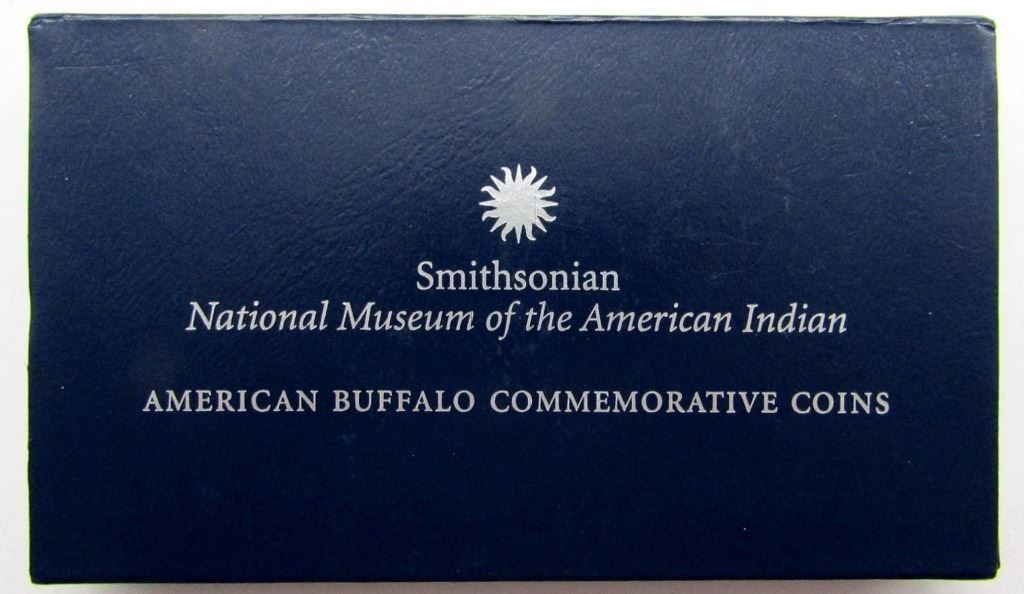 Smithsonian
National Museum of the American Indian
AMERICAN BUFFALO COMMEMORATIVE COINS